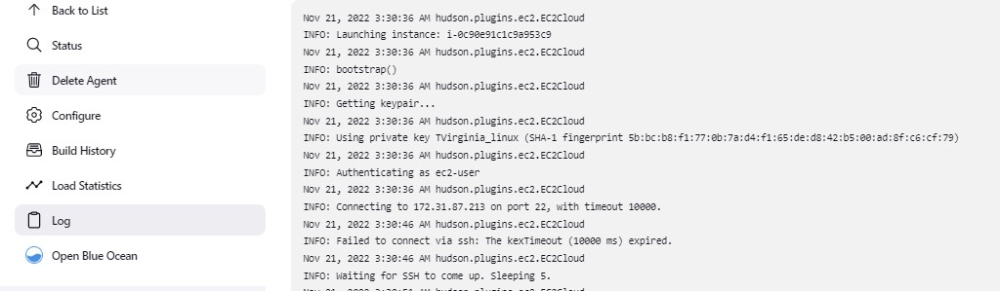 Back to List
Status
Delete Agent
Configure
Build History
Load Statistics
Log
Open Blue Ocean
Nov 21, 2022 3:30:36 AM hudson.plugins.ec2.EC2Cloud
INFO: Launching instance: i-0c90e91c1c9a953c9
Nov 21, 2022 3:30:36 AM hudson.plugins.ec2.EC2Cloud
INFO: bootstrap()
Nov 21, 2022 3:30:36 AM hudson.plugins.ec2.EC2Cloud
INFO: Getting keypair...
Nov 21, 2022 3:30:36 AM hudson.plugins.ec2.EC2Cloud
INFO: Using private key TVirginia_linux (SHA-1 fingerprint 5b:bc:b8:f1:77:0b:7a:d4:f1:65:de:d8:42:b5:00:ad:8f:c6:cf:79)
Nov 21, 2022 3:30:36 AM hudson.plugins.ec2.EC2Cloud
INFO: Authenticating as ec2-user
Nov 21, 2022 3:30:36 AM hudson.plugins.ec2.EC2Cloud
INFO: Connecting to 172.31.87.213 on port 22, with timeout 10000.
Nov 21, 2022 3:30:46 AM hudson.plugins.ec2.EC2Cloud
INFO: Failed to connect via ssh: The kexTimeout (10000 ms) expired.
Nov 21, 2022 3:30:46 AM hudson.plugins.ec2.EC2Cloud
INFO: Waiting for SSH to come up. Sleeping 5.